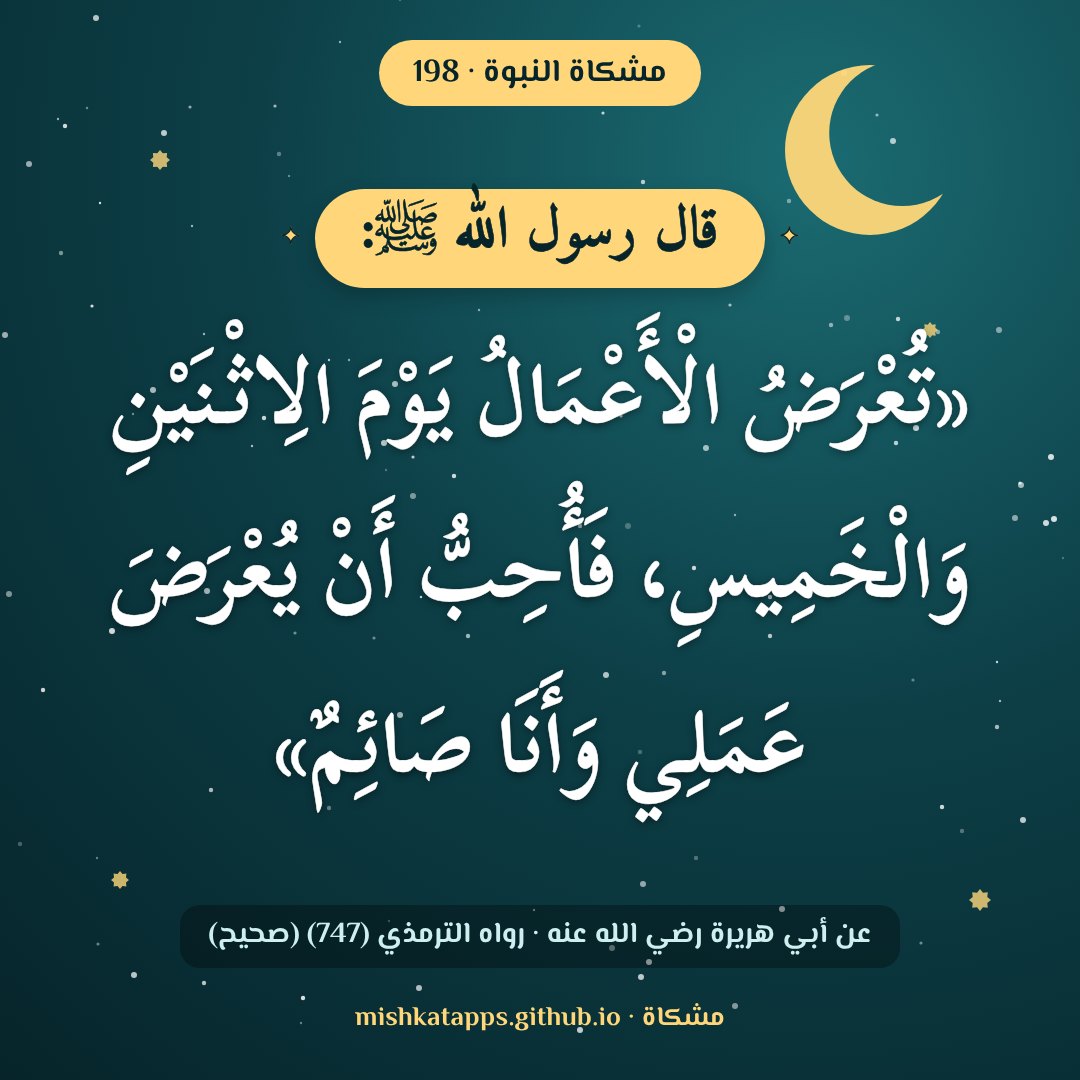 مشكاة النبوة · 198
قال رسول الله ﷺ:
«تُعْرَضُ الْأَعْمَالُ يَوْمَ الِاثْنَيْنِ
وَالْخَمِيسِ، فَأُحِبُّ أَنْ يُعْرَضَ
عَمَلِي وَأَنَا صَائِمٌ»
عن أبي هريرة رضي الله عنه · رواه الترمذي (747) (صحيح)
مشكاة · mishkatapps.github.io